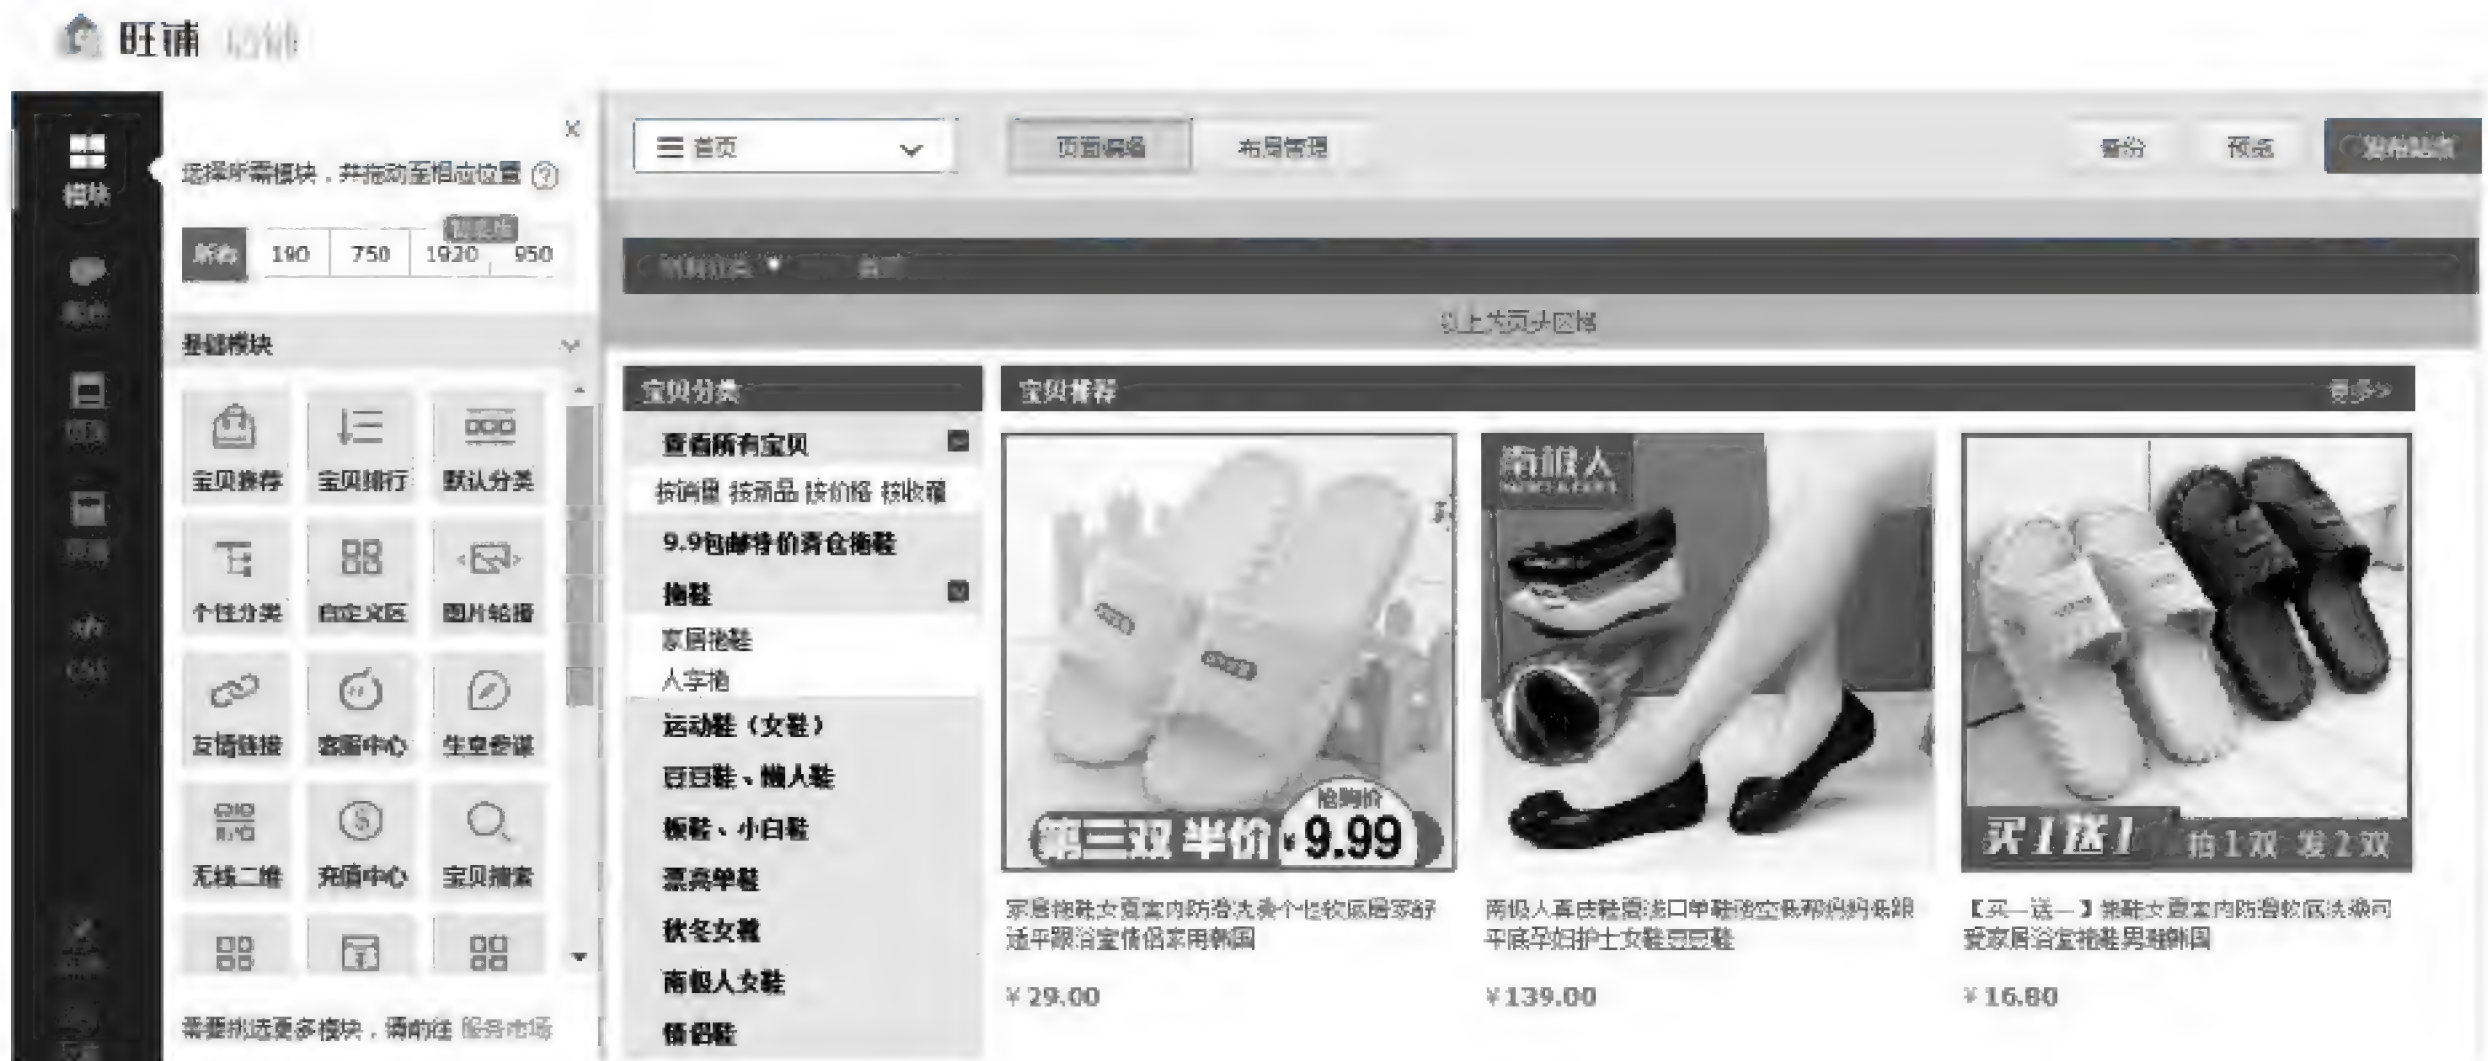 旺铺
模块
选择所需模块，并拖动至相应位置 ?
所有 190 750 1920 950
基础模块
宝贝推荐 宝贝排行 默认分类
个性分类 自定义区 图片轮播
友情链接 客服中心 生意参谋
无线二维 充值中心 宝贝搜索
需要挑选更多模块，请前往 服务市场
首页
页面编辑
布局管理
备份
预览
以上为页头区域
宝贝分类
查看所有宝贝
按销量 按新品 按价格 按收藏
9.9包邮特价清仓拖鞋
拖鞋
家居拖鞋
人字拖
运动鞋（女鞋）
豆豆鞋、懒人鞋
板鞋、小白鞋
漂亮单鞋
秋冬女靴
南极人女鞋
情侣鞋
宝贝推荐
更多>
抢购价
第三双 半价 ¥9.99
家居拖鞋女夏室内防滑洗澡个性软底居家舒
适平跟浴室情侣家用韩国
¥29.00
南极人
南极人真皮鞋夏浅口单鞋镂空低帮妈妈低跟
平底孕妇护士女鞋豆豆鞋
¥139.00
买1送1 拍1双 发2双
【买一送一】拖鞋女夏室内防滑软底洗澡可
爱家居浴室拖鞋男鞋韩国
¥16.80